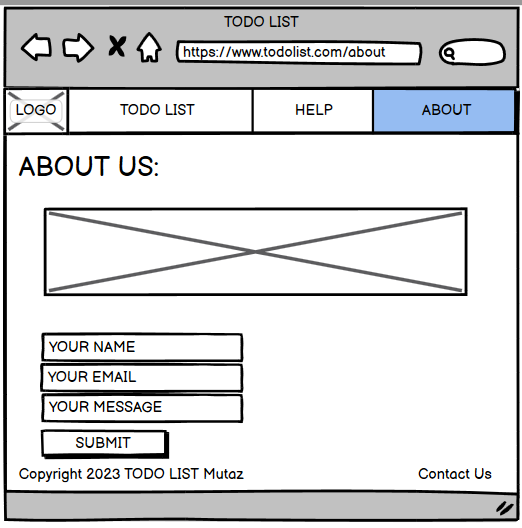 TODO LIST
https://www.todolist.com/about
LOGO TODO LIST HELP ABOUT
ABOUT US:
YOUR NAME
YOUR EMAIL
YOUR MESSAGE
SUBMIT
Copyright 2023 TODO LIST Mutaz Contact Us